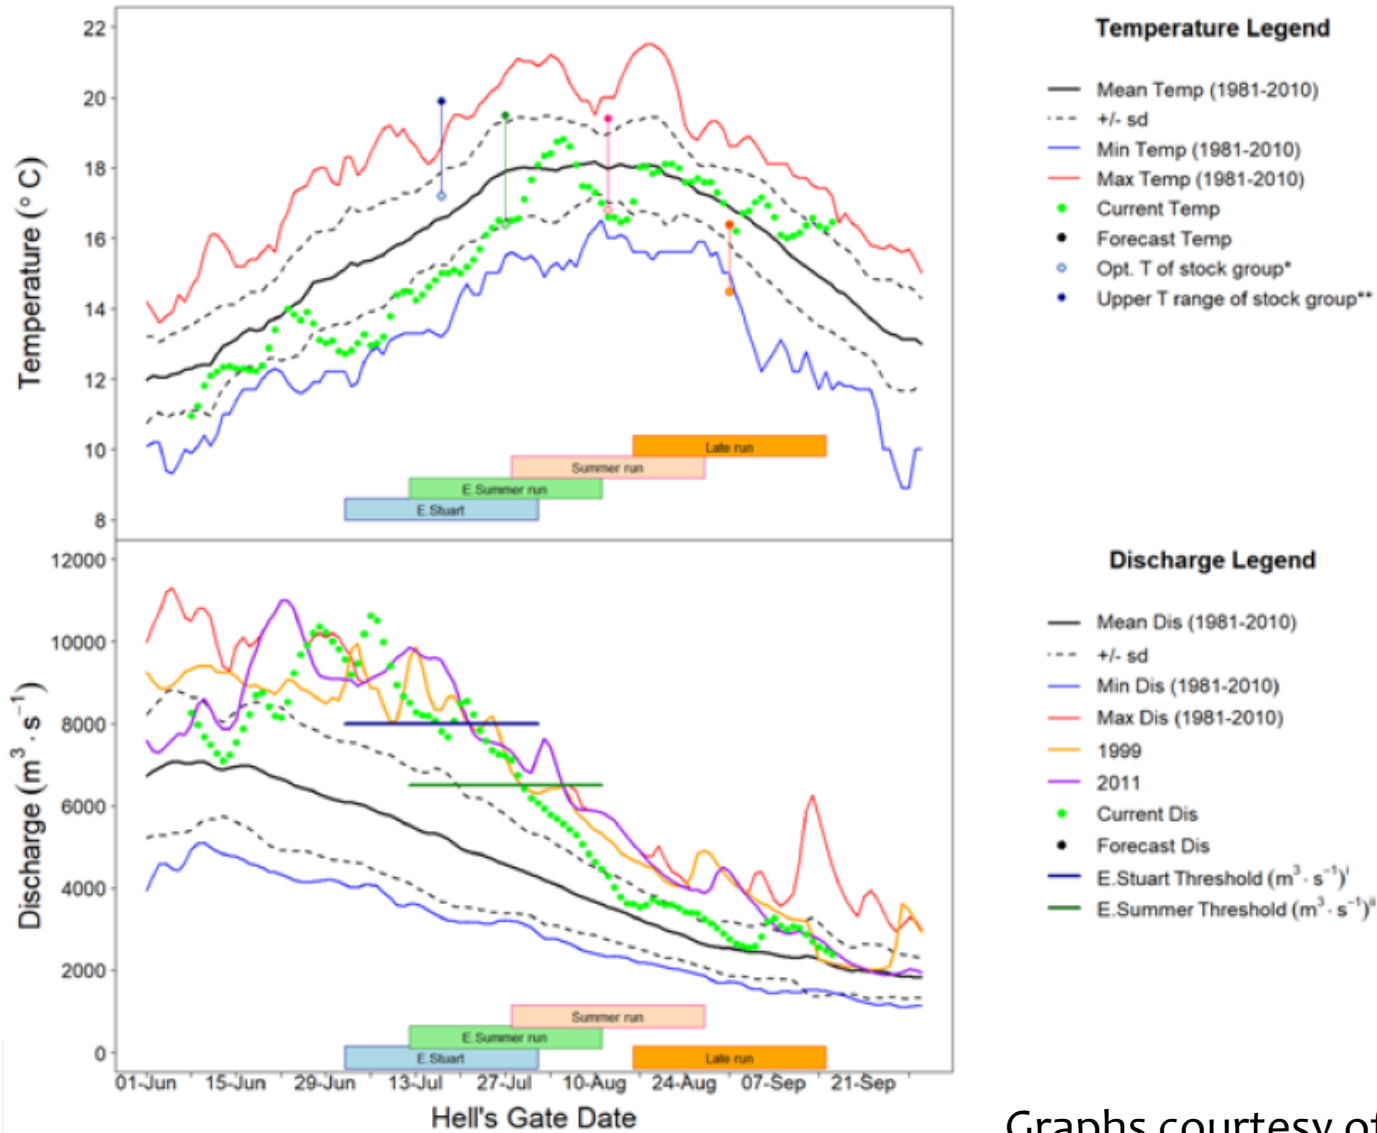 22
20
18
16
14
12
10
8
Temperature (° C)
Late run
Summer run
E.Summer run
E.Stuart
Temperature Legend
Mean Temp (1981-2010)
+/- sd
Min Temp (1981-2010)
Max Temp (1981-2010)
Current Temp
Forecast Temp
Opt. T of stock group*
Upper T range of stock group**
12000
10000
8000
6000
4000
2000
0
Discharge (m³ · s⁻¹)
Summer run
E.Summer run
E.Stuart
Late run
01-Jun 15-Jun 29-Jun 13-Jul 27-Jul 10-Aug 24-Aug 07-Sep 21-Sep
Hell's Gate Date
Discharge Legend
Mean Dis (1981-2010)
+/- sd
Min Dis (1981-2010)
Max Dis (1981-2010)
1999
2011
Current Dis
Forecast Dis
E.Stuart Threshold (m³ · s⁻¹)ⁱ
E.Summer Threshold (m³ · s⁻¹)ⁱⁱ
Graphs courtesy of